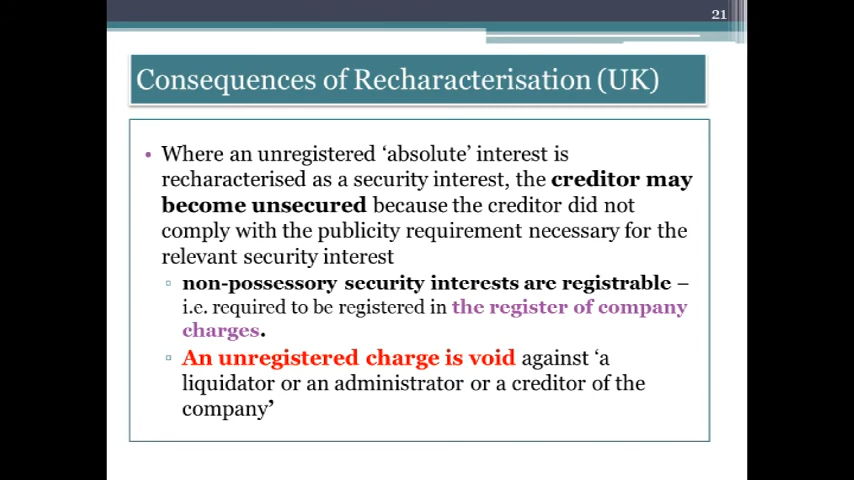 21
Consequences of Recharacterisation (UK)
• Where an unregistered ‘absolute’ interest is
recharacterised as a security interest, the creditor may
become unsecured because the creditor did not
comply with the publicity requirement necessary for the
relevant security interest
▫ non-possessory security interests are registrable –
i.e. required to be registered in the register of company
charges.
▫ An unregistered charge is void against ‘a
liquidator or an administrator or a creditor of the
company’